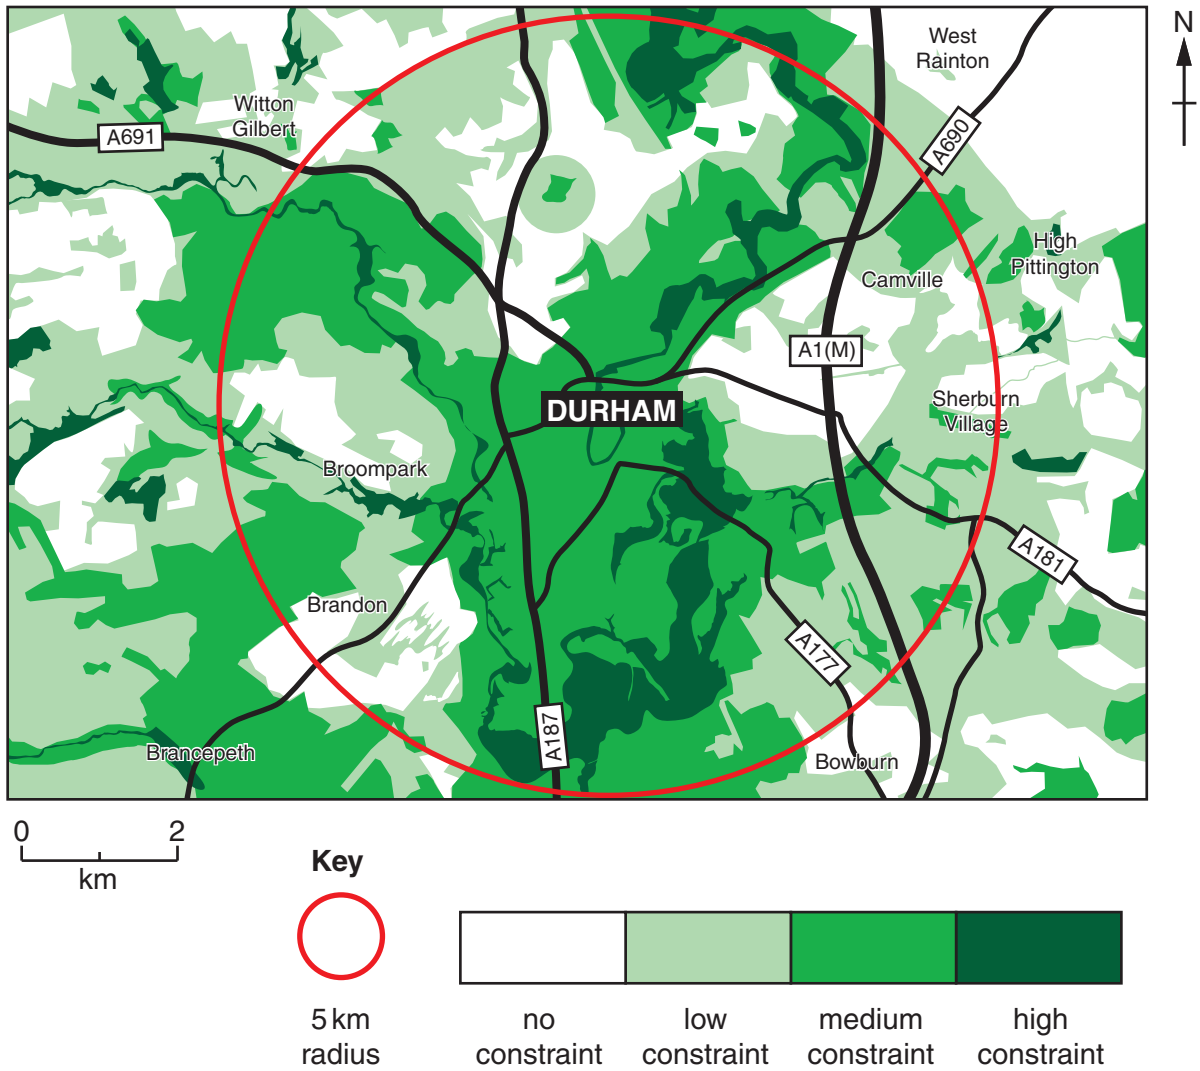 N
West
Rainton
Witton
Gilbert
A691
A690
High
Pittington
Camville
A1(M)
Sherburn
Village
DURHAM
Broompark
A181
Brandon
A177
A187
Brancepeth
Bowburn
0 2
km
Key
5 km
radius
no
constraint
low
constraint
medium
constraint
high
constraint